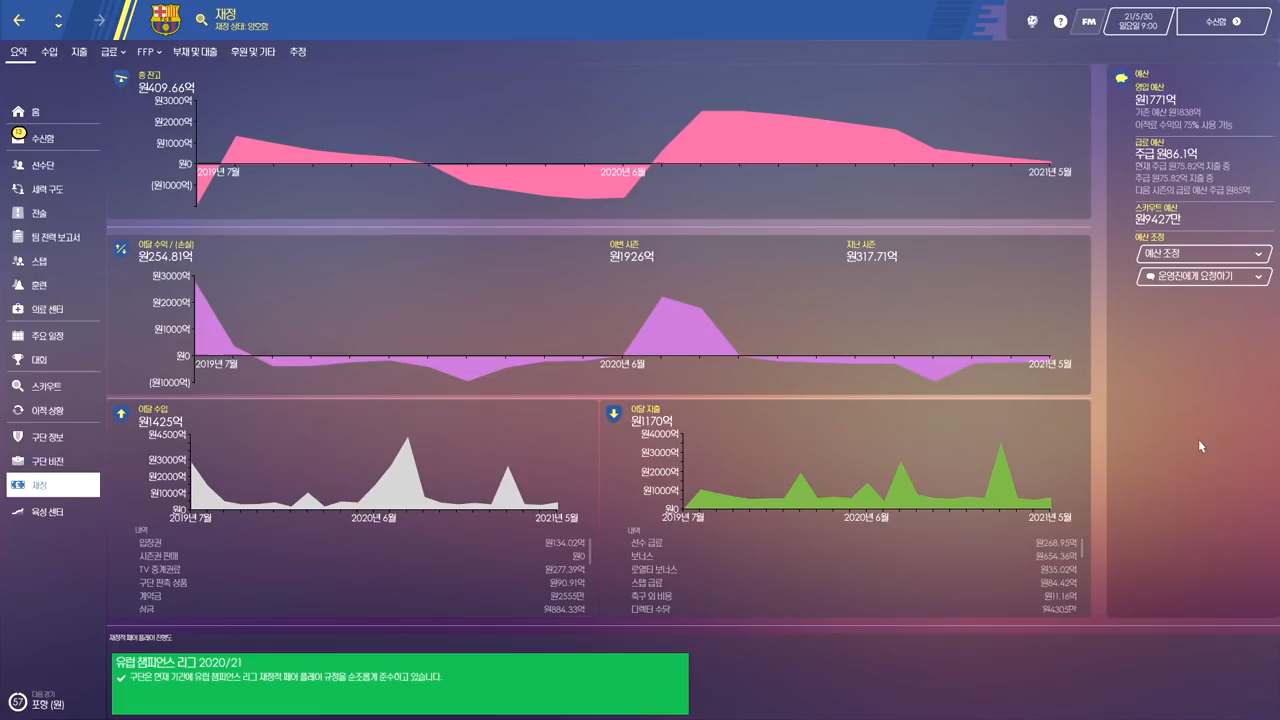 재정
재정 상태: 양호함
FM
21/5/30
일요일 9:00
수신함
요약
수입
지출
급료
FFP
부채 및 대출
후원 및 기타
추정
홈
13
수신함
선수단
세력 구도
전술
팀 전력 보고서
스탭
훈련
의료 센터
주요 일정
대회
스카우트
이적 상황
구단 정보
구단 비전
재정
육성 센터
57
다음 경기
포항 (원)
총 잔고
원409.66억
원3000억
원2000억
원1000억
원0
(원1000억)
2019년 7월
2020년 6월
2021년 5월
이달 수익 / (손실)
원254.81억
이번 시즌
원1926억
지난 시즌
원317.71억
원3000억
원2000억
원1000억
원0
(원1000억)
2019년 7월
2020년 6월
2021년 5월
이달 수입
원1425억
원4500억
원3000억
원2000억
원1000억
원0
2019년 7월
2020년 6월
2021년 5월
내역
입장권 원134.02억
시즌권 판매 원0
TV 중계권료 원277.39억
구단 판촉 상품 원90.91억
계약금 원2555만
상금 원884.33억
이달 지출
원1170억
원4000억
원3000억
원2000억
원1000억
원0
2019년 7월
2020년 6월
2021년 5월
내역
선수 급료 원268.95억
보너스 원654.36억
로열티 보너스 원35.02억
스탭 급료 원84.42억
축구 외 비용 원11.16억
디렉터 수당 원4305만
재정적 페어 플레이 진행도
유럽 챔피언스 리그 2020/21
구단은 현재 기간에 유럽 챔피언스 리그 재정적 페어 플레이 규정을 순조롭게 준수하고 있습니다.
예산
영입 예산
원1771억
기존 예산 원1838억
이적료 수익의 75% 사용 가능
급료 예산
주급 원86.1억
현재 주급 원75.82억 지출 중
주급 원75.82억 지출 중
다음 시즌의 급료 예산 주급 원85억
스카우트 예산
원9427만
예산 조정
예산 조정
운영진에게 요청하기